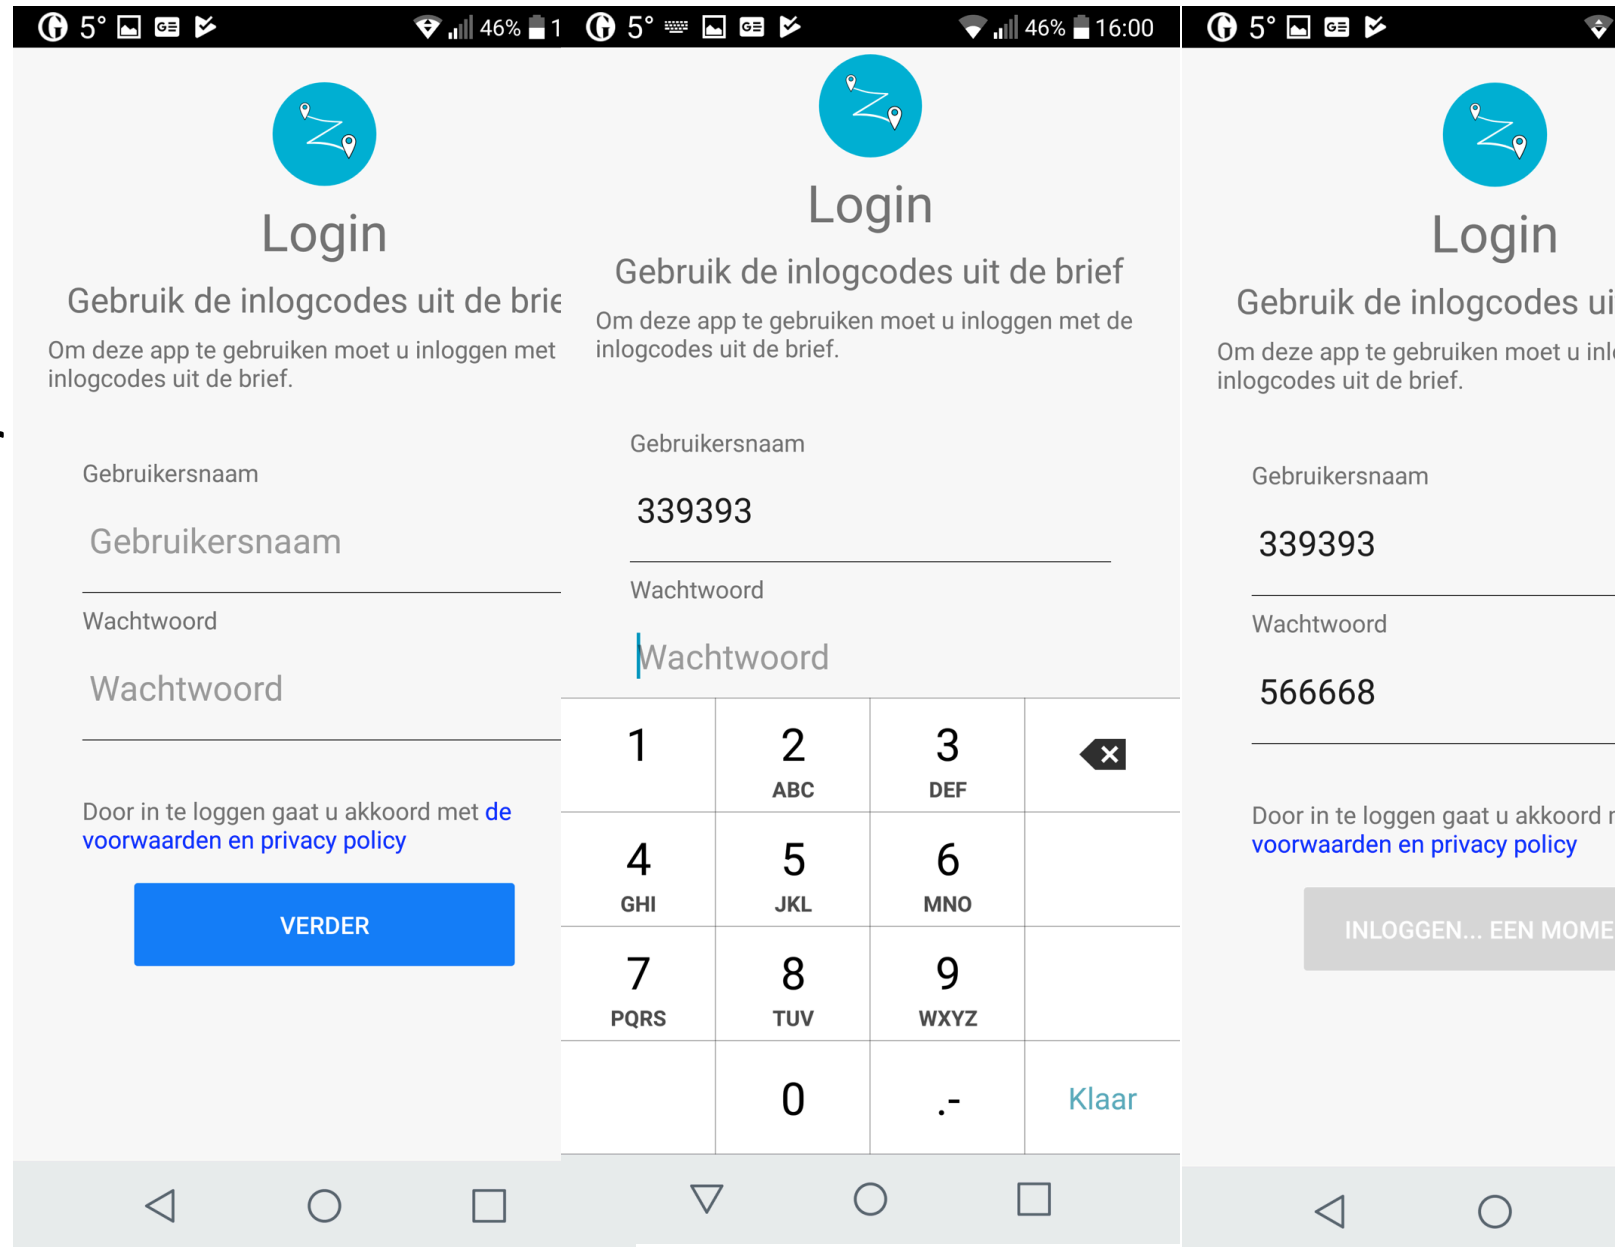 5° GE 46% 1
Login
Gebruik de inlogcodes uit de brie
Om deze app te gebruiken moet u inloggen met
inlogcodes uit de brief.
Gebruikersnaam
Gebruikersnaam
Wachtwoord
Wachtwoord
Door in te loggen gaat u akkoord met de
voorwaarden en privacy policy
VERDER
5° GE 46% 16:00
Login
Gebruik de inlogcodes uit de brief
Om deze app te gebruiken moet u inloggen met de
inlogcodes uit de brief.
Gebruikersnaam
339393
Wachtwoord
Wachtwoord
1 2 3
ABC DEF
4 5 6
GHI JKL MNO
7 8 9
PQRS TUV WXYZ
0 .- Klaar
5° GE
Login
Gebruik de inlogcodes ui
Om deze app te gebruiken moet u inl
inlogcodes uit de brief.
Gebruikersnaam
339393
Wachtwoord
566668
Door in te loggen gaat u akkoord
voorwaarden en privacy policy
INLOGGEN... EEN MOME